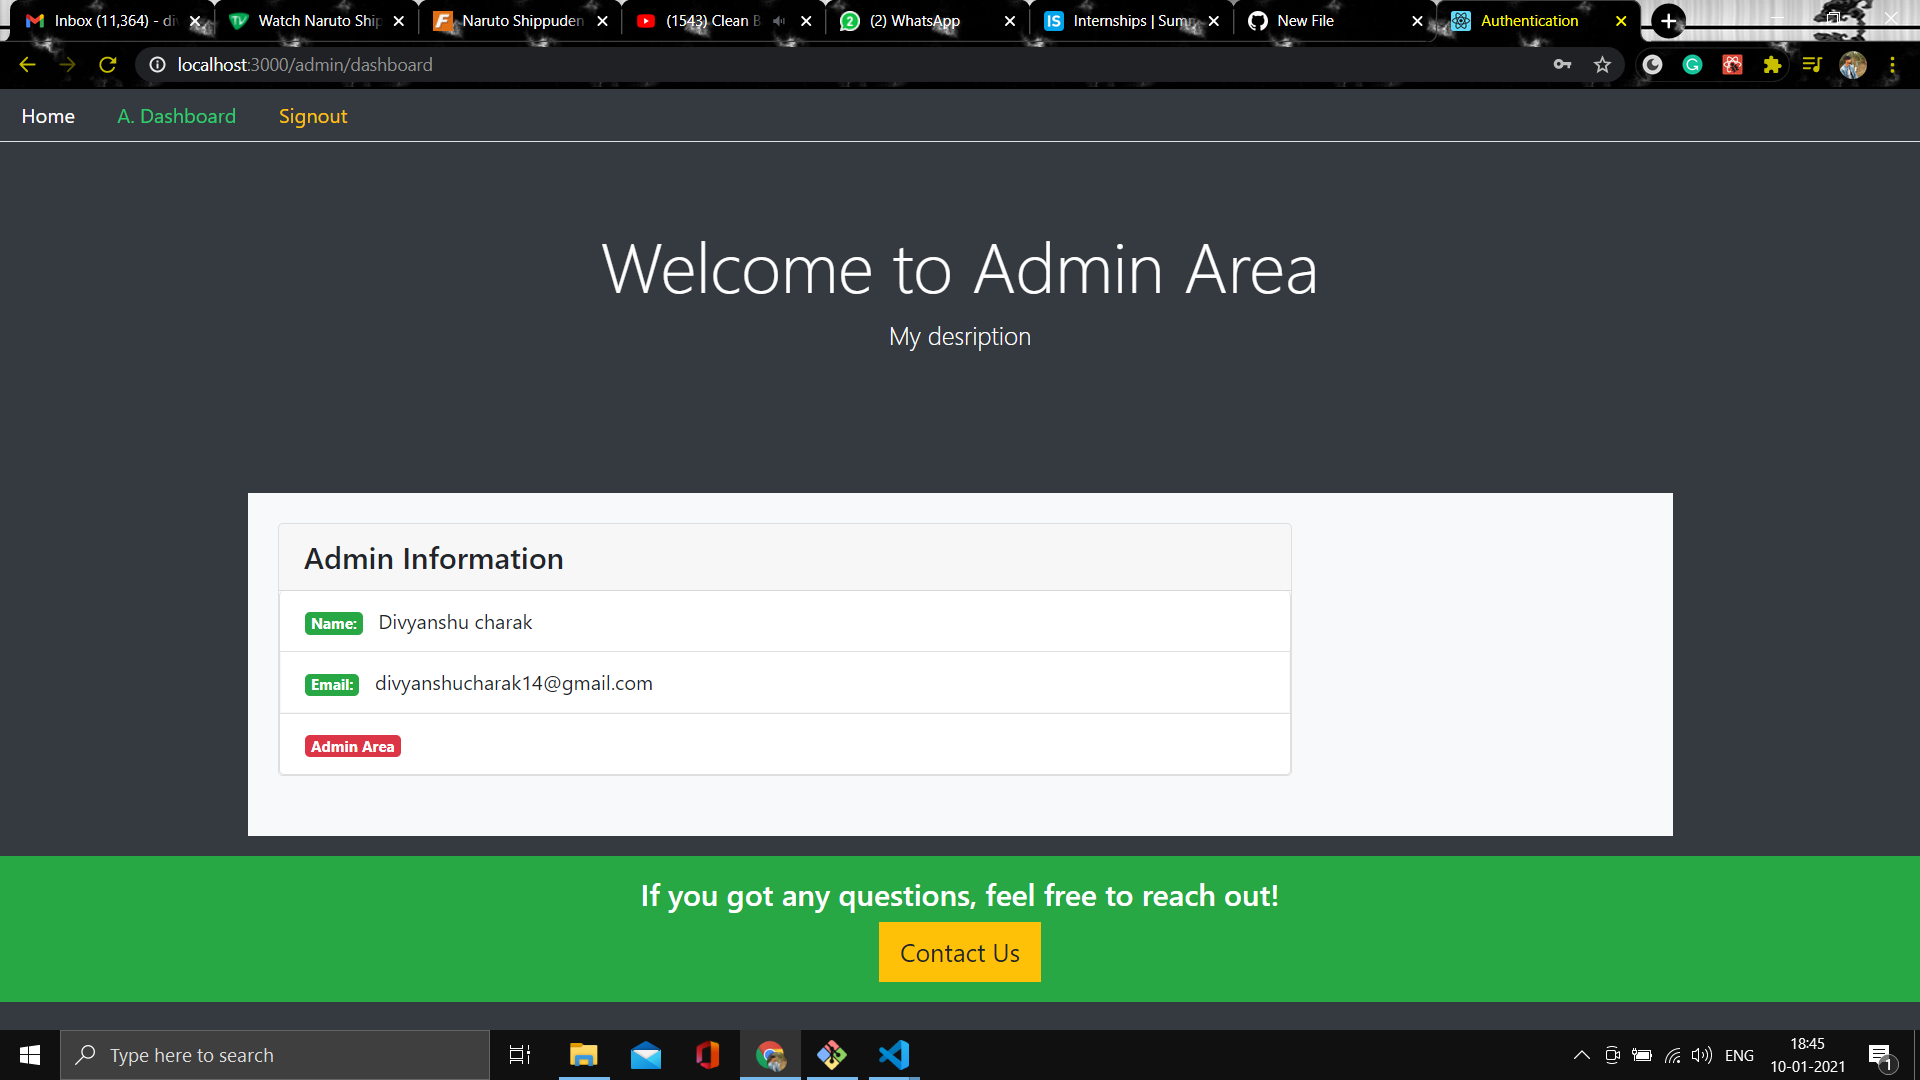 Inbox (11,364) - di
Watch Naruto Ship
Naruto Shippuden
(1543) Clean B
(2) WhatsApp
Internships | Summ
New File
Authentication
localhost:3000/admin/dashboard
Home
A. Dashboard
Signout
Welcome to Admin Area
My desription
Admin Information
Name: Divyanshu charak
Email: divyanshucharak14@gmail.com
Admin Area
If you got any questions, feel free to reach out!
Contact Us
Type here to search
ENG
18:45
10-01-2021
1